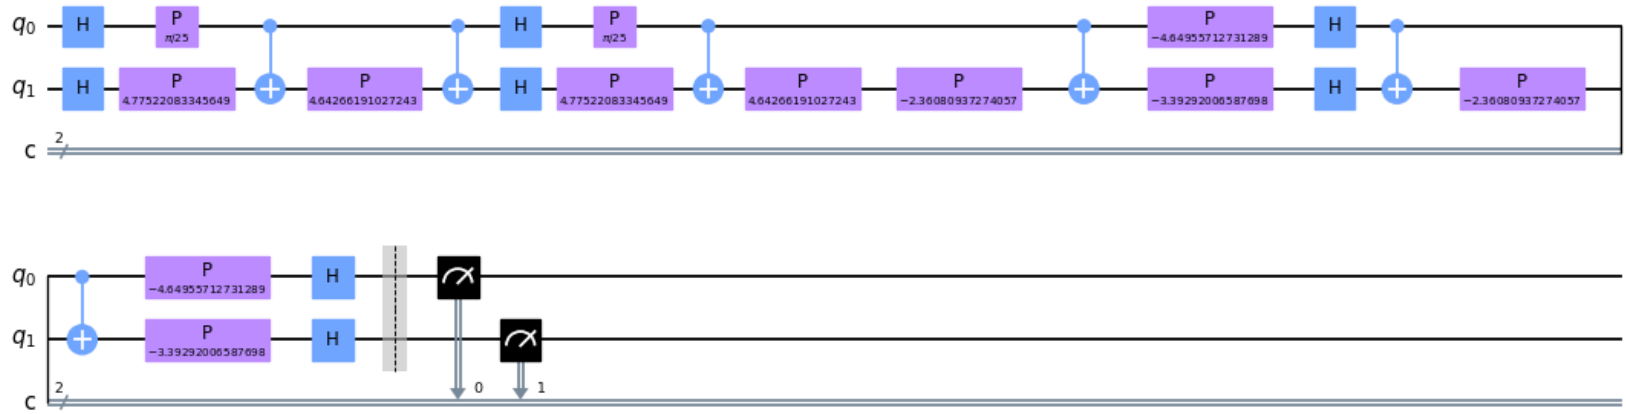 q0 H P π/25 H P π/25 P −4.64955712731289 H
q1 H P 4.77522083345649 P 4.64266191027243 H P 4.77522083345649 P 4.64266191027243 P −2.36080937274057 P −3.39292006587698 H P −2.36080937274057
2
c
q0 P −4.64955712731289 H
q1 P −3.39292006587698 H
2 0 1
c